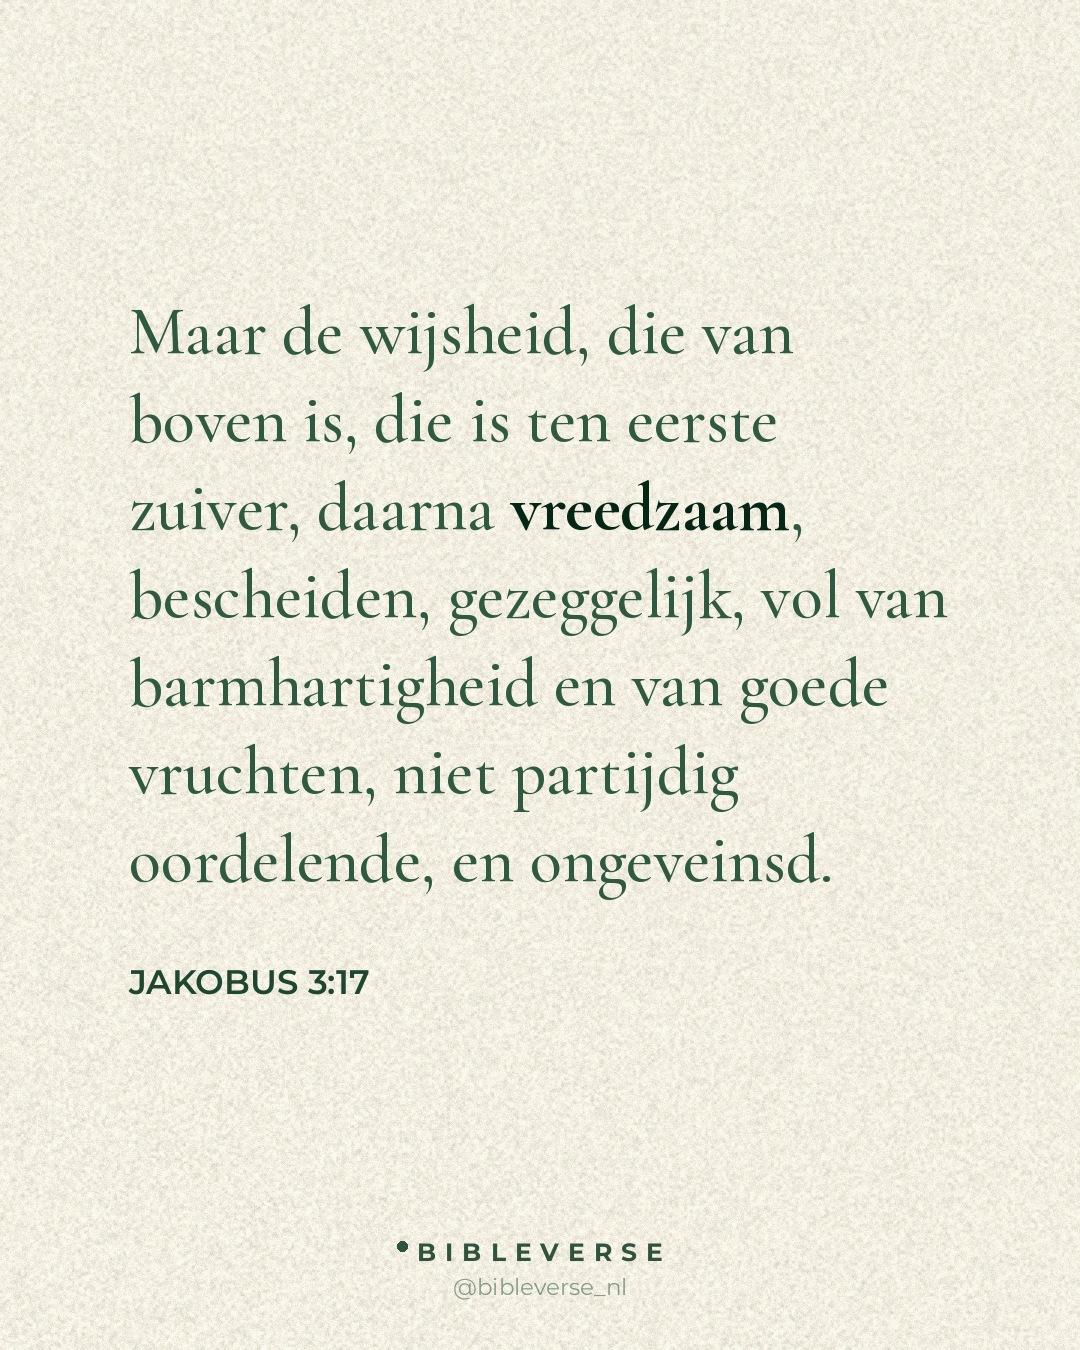 Maar de wijsheid, die van
boven is, die is ten eerste
zuiver, daarna vreedzaam,
bescheiden, gezeggelijk, vol van
barmhartigheid en van goede
vruchten, niet partijdig
oordelende, en ongeveinsd.
JAKOBUS 3:17
BIBLEVERSE
@bibleverse_nl